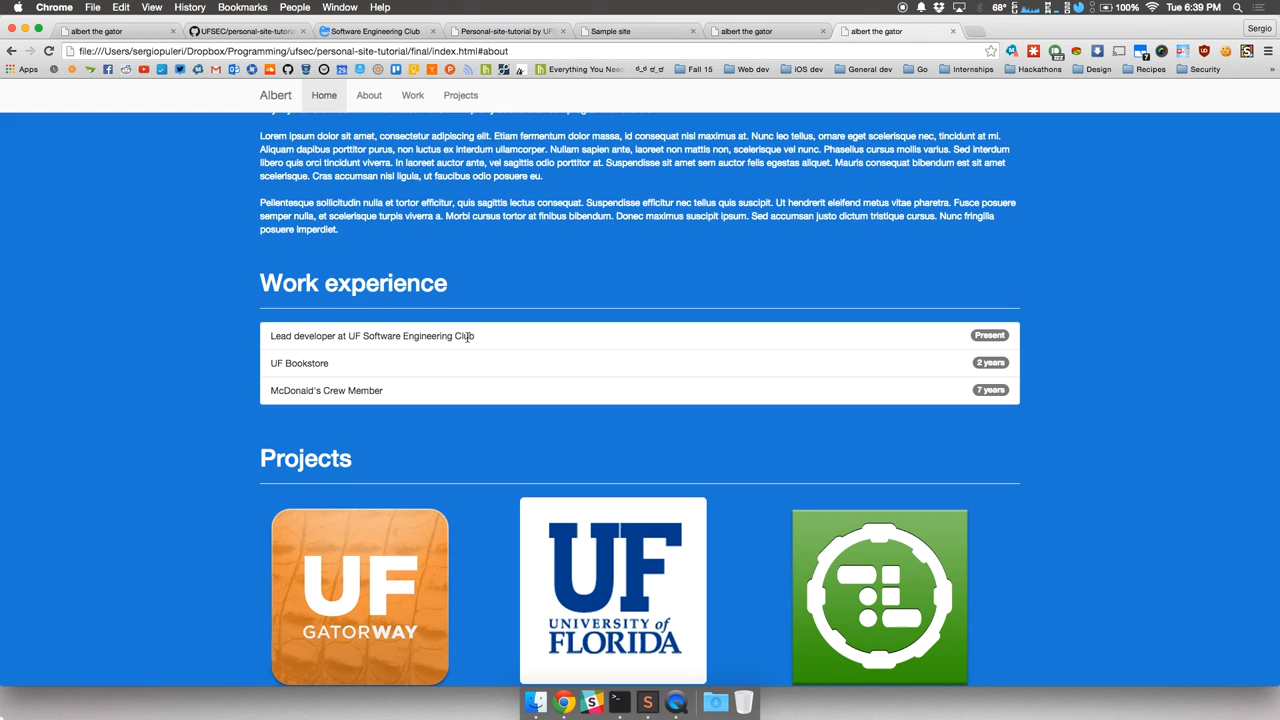 Chrome File Edit View History Bookmarks People Window Help 68° 100% Tue 6:39 PM
albert the gator UFSEC/personal-site-tutorial Software Engineering Club Personal-site-tutorial by UF Sample site albert the gator albert the gator Sergio
file:///Users/sergiopuleri/Dropbox/Programming/ufsec/personal-site-tutorial/final/index.html#about
Apps Everything You Nee Fall 15 Web dev iOS dev General dev Go Internships Hackathons Design Recipes Security »
Albert Home About Work Projects
Lorem ipsum dolor sit amet, consectetur adipiscing elit. Etiam fermentum dolor massa, id consequat nisl maximus at. Nunc leo tellus, ornare eget scelerisque nec, tincidunt at mi.
Aliquam dapibus porttitor purus, non luctus ex interdum ullamcorper. Nullam sapien ante, laoreet non mattis non, scelerisque vel nunc. Phasellus cursus mollis varius. Sed interdum
libero quis orci tincidunt viverra. In laoreet auctor ante, vel sagittis odio porttitor at. Suspendisse sit amet sem auctor felis egestas aliquet. Mauris consequat bibendum est sit amet
scelerisque. Cras accumsan nisl ligula, ut faucibus odio posuere eu.
Pellentesque sollicitudin nulla et tortor efficitur, quis sagittis lectus consequat. Suspendisse efficitur nec tellus quis suscipit. Ut hendrerit eleifend metus vitae pharetra. Fusce posuere
semper nulla, et scelerisque turpis viverra a. Morbi cursus tortor at finibus bibendum. Donec maximus suscipit ipsum. Sed accumsan justo dictum tristique cursus. Nunc fringilla
posuere imperdiet.
Work experience
Lead developer at UF Software Engineering Club Present
UF Bookstore 2 years
McDonald's Crew Member 7 years
Projects
UF
GATORWAY
UF
UNIVERSITY of
FLORIDA